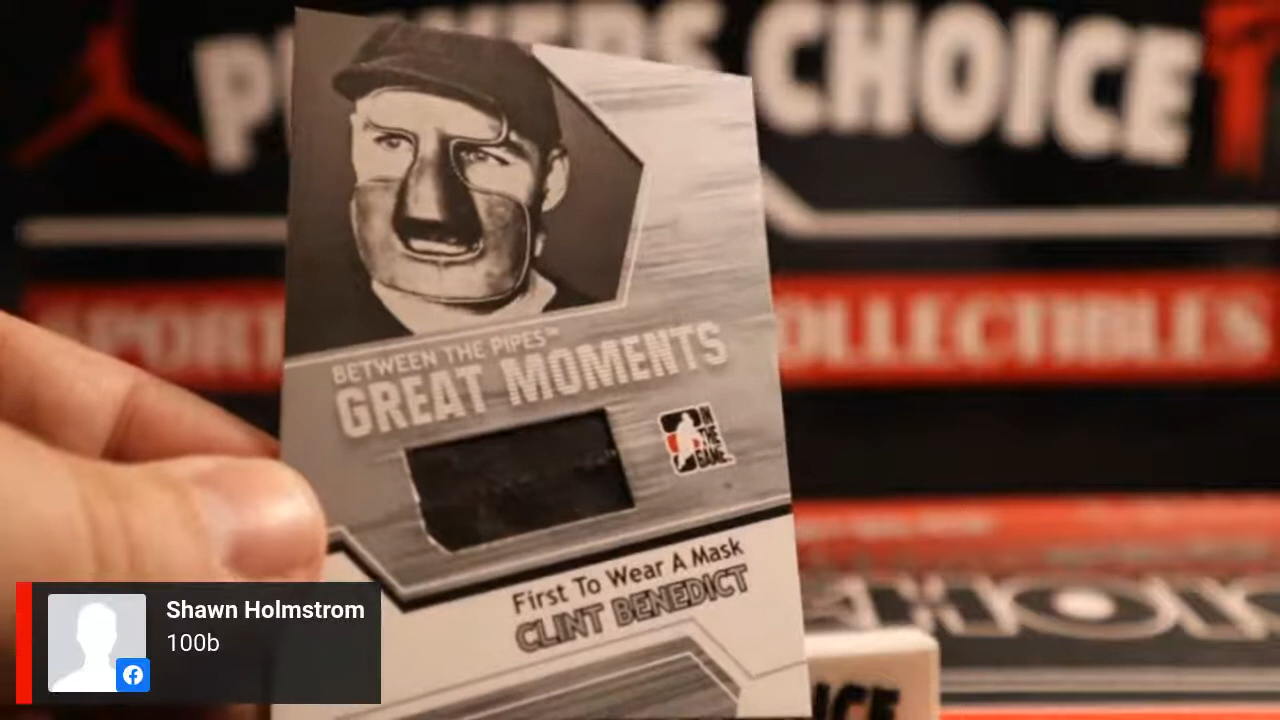 CHOICE
SPORT
COLLECTIBLES
BETWEEN THE PIPES™
GREAT MOMENTS
IN
THE
GAME
First To Wear A Mask
CLINT BENEDICT
Shawn Holmstrom
100b